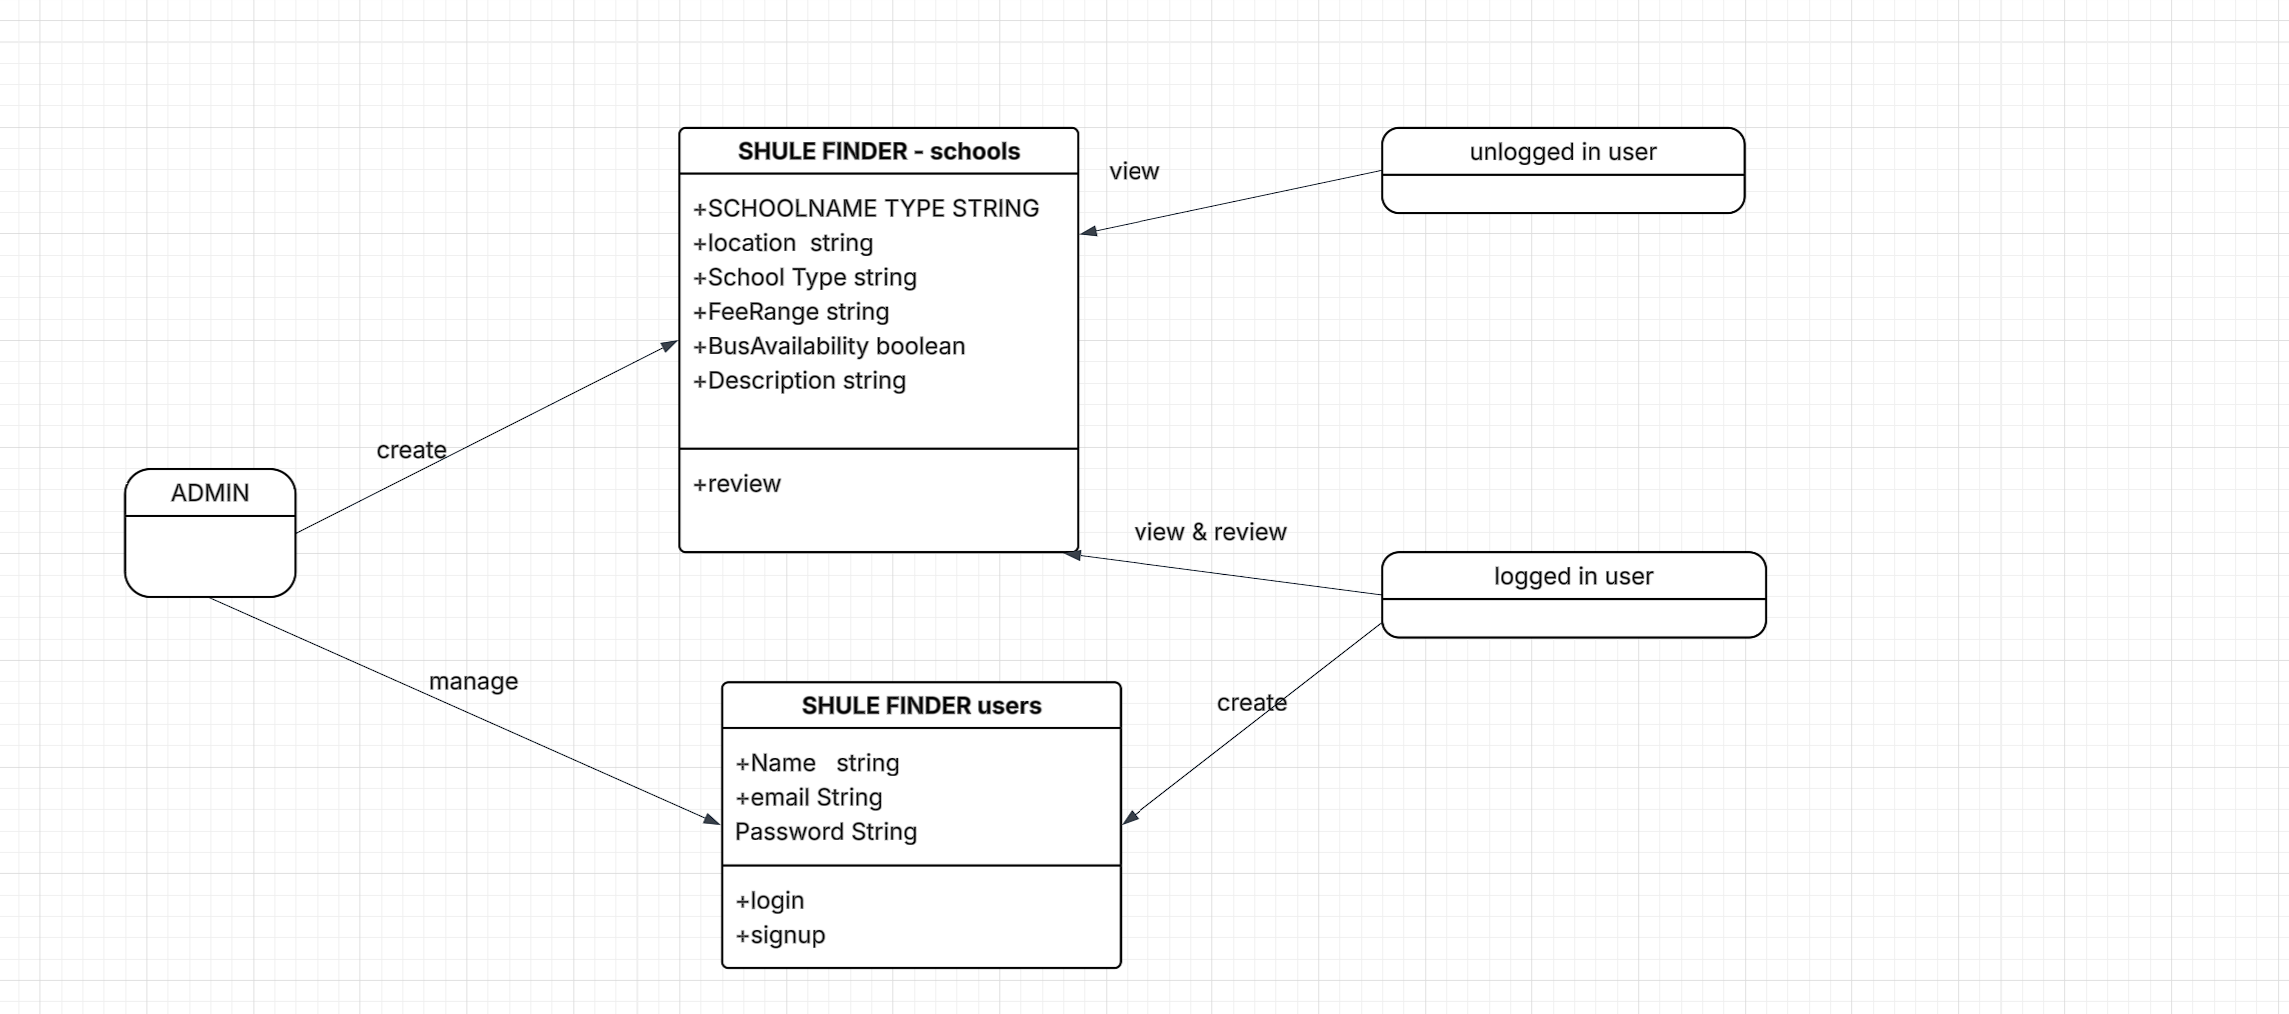 SHULE FINDER - schools
+SCHOOLNAME TYPE STRING
+location  string
+School Type string
+FeeRange string
+BusAvailability boolean
+Description string
+review
view
unlogged in user
create
ADMIN
view & review
logged in user
manage
create
SHULE FINDER users
+Name   string
+email String
Password String
+login
+signup